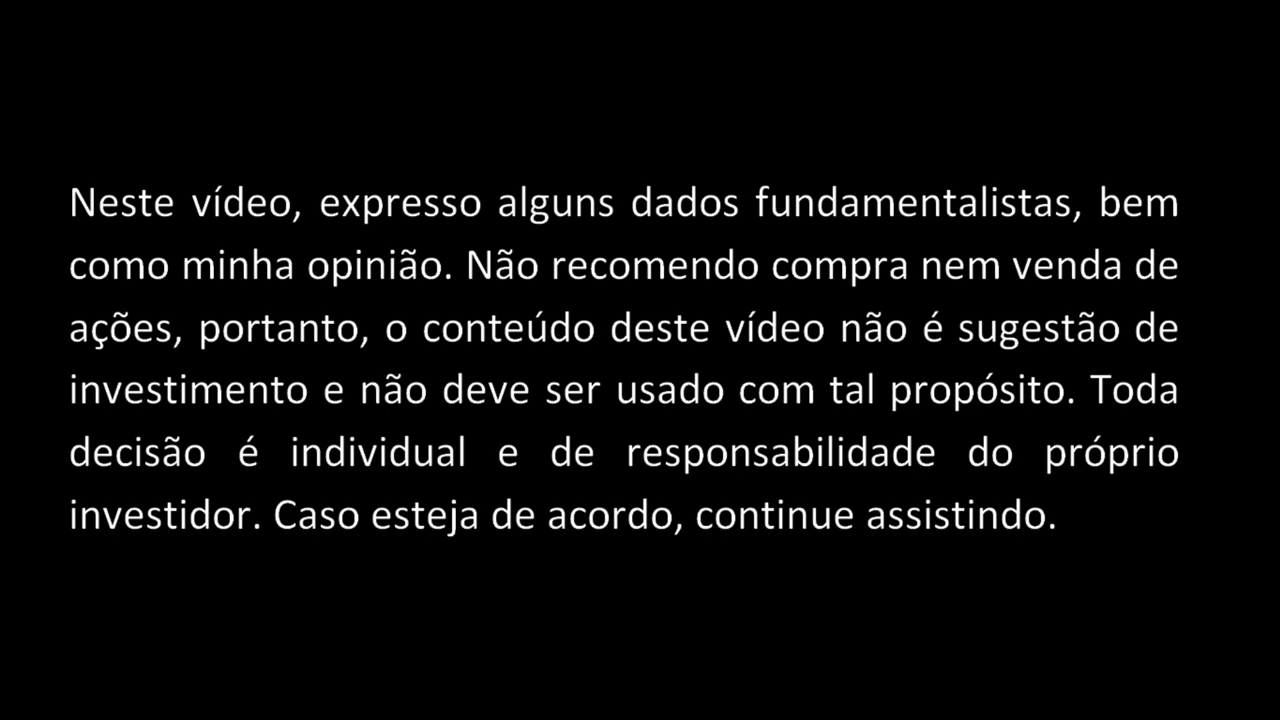 Neste vídeo, expresso alguns dados fundamentalistas, bem
como minha opinião. Não recomendo compra nem venda de
ações, portanto, o conteúdo deste vídeo não é sugestão de
investimento e não deve ser usado com tal propósito. Toda
decisão é individual e de responsabilidade do próprio
investidor. Caso esteja de acordo, continue assistindo.